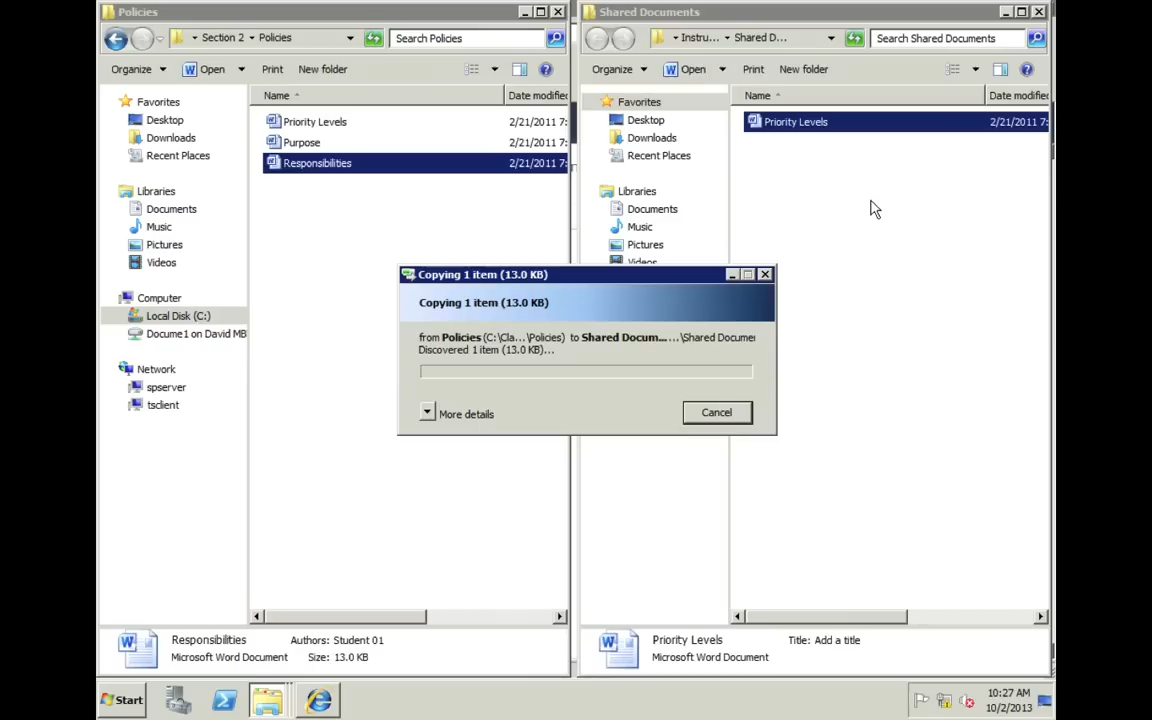 Policies
Section 2 Policies
Search Policies
Organize Open Print New folder
Name Date modified
Favorites
Desktop
Downloads
Recent Places
Libraries
Documents
Music
Pictures
Videos
Computer
Local Disk (C:)
Docume1 on David MB
Network
spserver
tsclient
Priority Levels 2/21/2011 7:
Purpose 2/21/2011 7:
Responsibilities 2/21/2011 7:
Responsibilities Authors: Student 01
Microsoft Word Document Size: 13.0 KB
Shared Documents
Instru... Shared D...
Search Shared Documents
Organize Open Print New folder
Name Date modified
Favorites
Desktop
Downloads
Recent Places
Libraries
Documents
Music
Pictures
Videos
Priority Levels 2/21/2011 7:
Priority Levels Title: Add a title
Microsoft Word Document
Copying 1 item (13.0 KB)
Copying 1 item (13.0 KB)
from Policies (C:\Cla...\Policies) to Shared Docum... ...\Shared Documer
Discovered 1 item (13.0 KB)...
More details
Cancel
Start
10:27 AM
10/2/2013